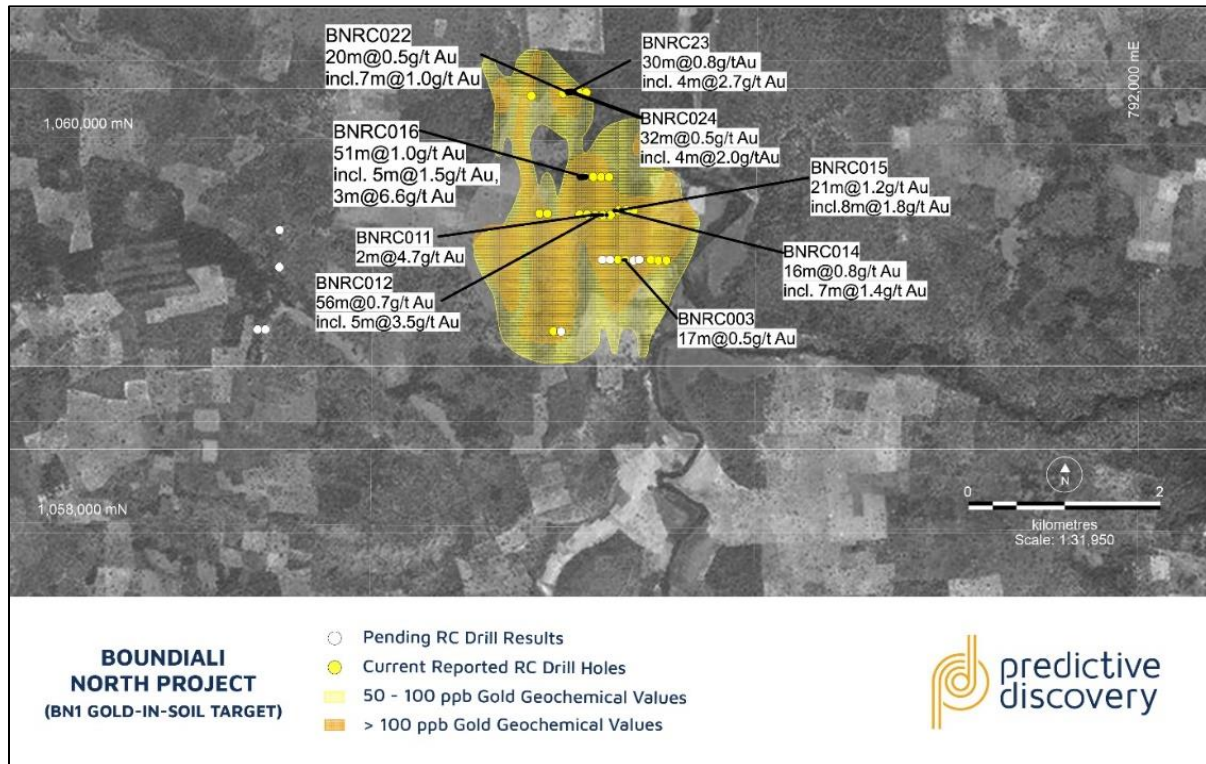 BNRC022
20m@0.5g/t Au
incl.7m@1.0g/t Au
BNRC23
30m@0.8g/tAu
incl. 4m@2.7g/t Au
792,000 mE
1,060,000 mN
BNRC024
32m@0.5g/t Au
incl. 4m@2.0g/tAu
BNRC016
51m@1.0g/t Au
incl. 5m@1.5g/t Au,
3m@6.6g/t Au
BNRC015
21m@1.2g/t Au
incl.8m@1.8g/t Au
BNRC011
2m@4.7g/t Au
BNRC014
16m@0.8g/t Au
incl. 7m@1.4g/t Au
BNRC012
56m@0.7g/t Au
incl. 5m@3.5g/t Au
BNRC003
17m@0.5g/t Au
1,058,000 mN
N
0 2
kilometres
Scale: 1:31,950
BOUNDIALI
NORTH PROJECT
(BN1 GOLD-IN-SOIL TARGET)
Pending RC Drill Results
Current Reported RC Drill Holes
50 - 100 ppb Gold Geochemical Values
> 100 ppb Gold Geochemical Values
predictive
discovery